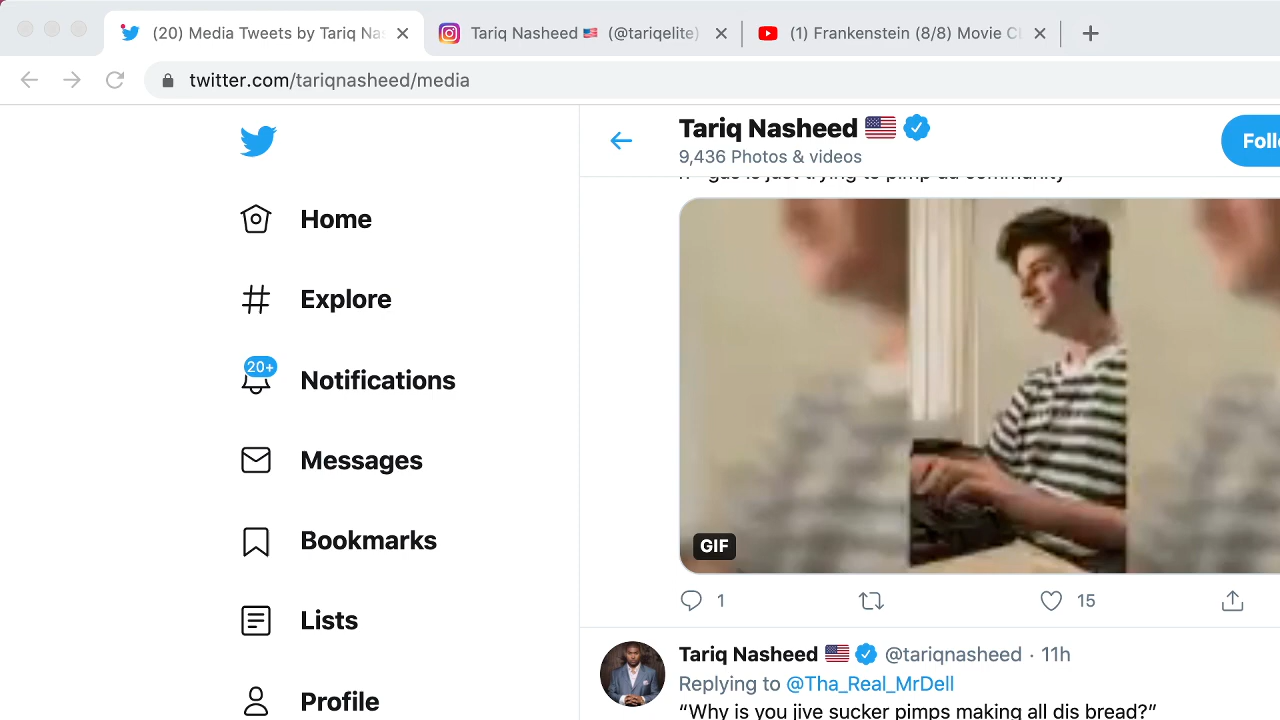 (20) Media Tweets by Tariq Nas
Tariq Nasheed (@tariqelite)
(1) Frankenstein (8/8) Movie Cl
twitter.com/tariqnasheed/media
Tariq Nasheed
9,436 Photos & videos
Foll
is just trying to pimp da community
Home
Explore
20+
Notifications
Messages
Bookmarks
Lists
Profile
GIF
1
15
Tariq Nasheed @tariqnasheed · 11h
Replying to @Tha_Real_MrDell
“Why is you jive sucker pimps making all dis bread?”